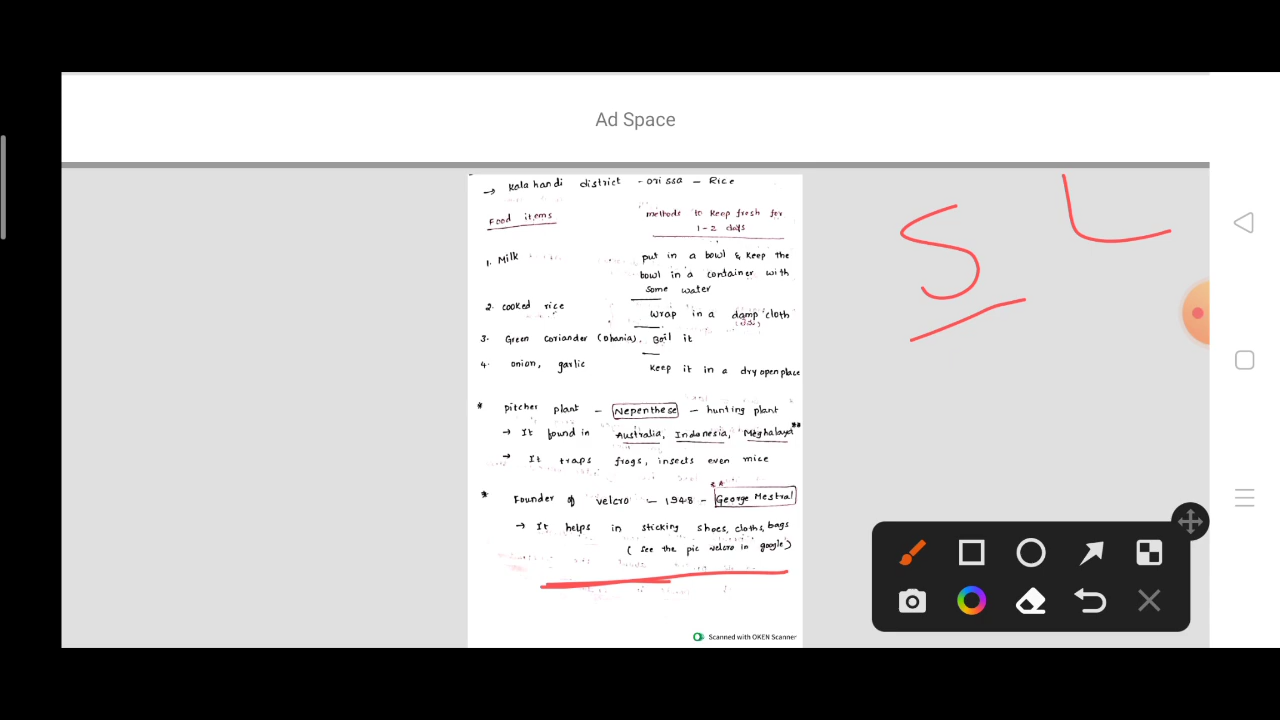 Ad Space
→ Kalahandi district - orissa - Rice
Food items
methods to keep fresh for
1-2 days
1. Milk
put in a bowl & keep the
bowl in a container with
some water
2. cooked rice
wrap in a damp cloth
3. Green coriander (Dhania). Boil it
4. onion, garlic
keep it in a dry open place
* pitcher plant - Nepenthese - hunting plant
→ It found in Australia, Indonesia, Meghalaya **
→ It traps frogs, insects even mice
* Founder of velcro - 1948 - George Mestral
→ It helps in sticking shoes, cloths, bags
( see the pic velcro in google )
Scanned with OKEN Scanner
S L